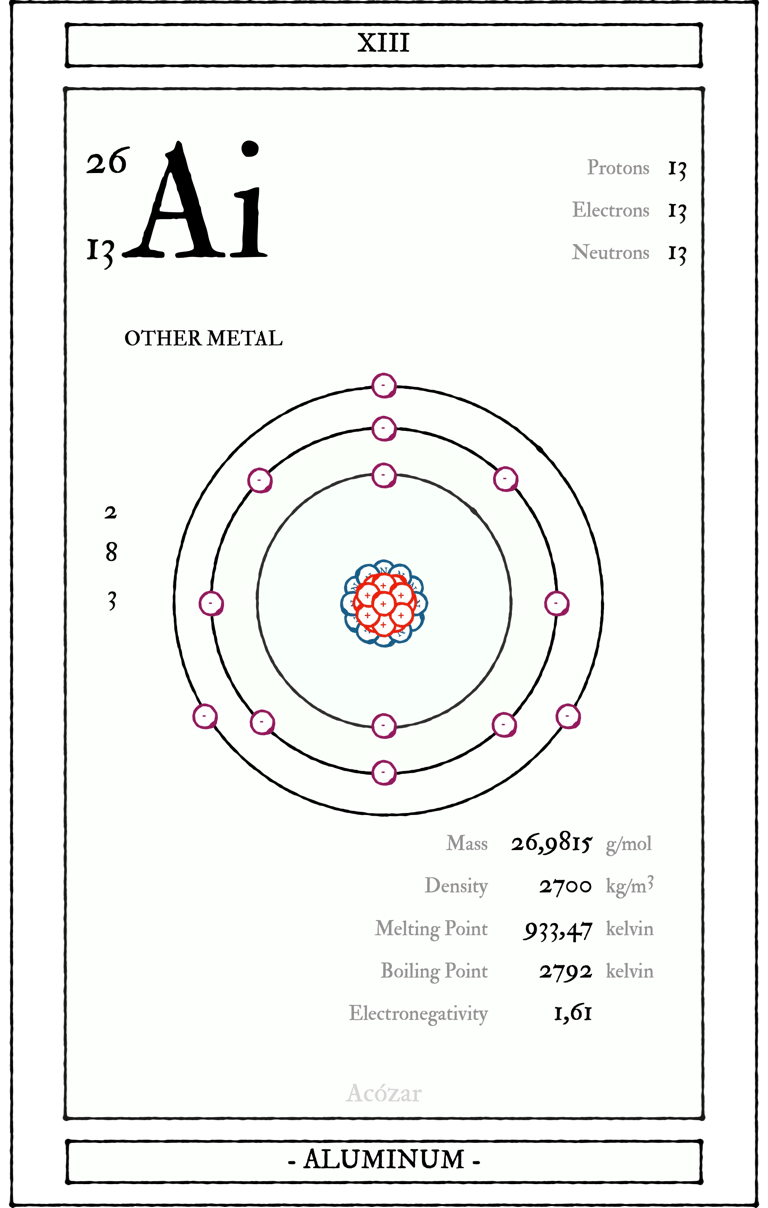 XIII
26
13 Ai
Protons 13
Electrons 13
Neutrons 13
OTHER METAL
2
8
3
Mass 26,9815 g/mol
Density 2700 kg/m³
Melting Point 933,47 kelvin
Boiling Point 2792 kelvin
Electronegativity 1,61
Acózar
- ALUMINUM -